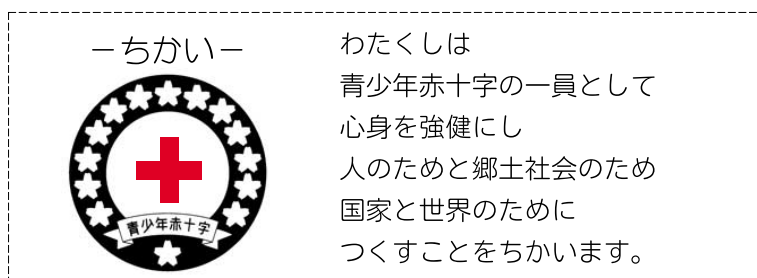 －ちかい－
青少年赤十字
わたくしは
青少年赤十字の一員として
心身を強健にし
人のためと郷土社会のため
国家と世界のために
つくすことをちかいます。